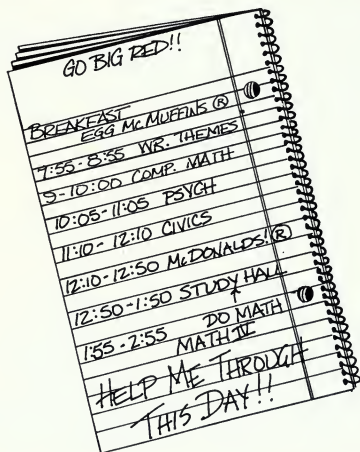 GO BIG RED!!
BREAKFAST
EGG McMUFFINS ®
7:55-8:55 WR. THEMES
9-10:00 COMP. MATH
10:05-11:05 PSYCH
11:10-12:10 CIVICS
12:10-12:50 McDONALDS! ®
12:50-1:50 STUDY HALL
↑
DO MATH
1:55-2:55 MATH IV
HELP ME THROUGH
THIS DAY!!